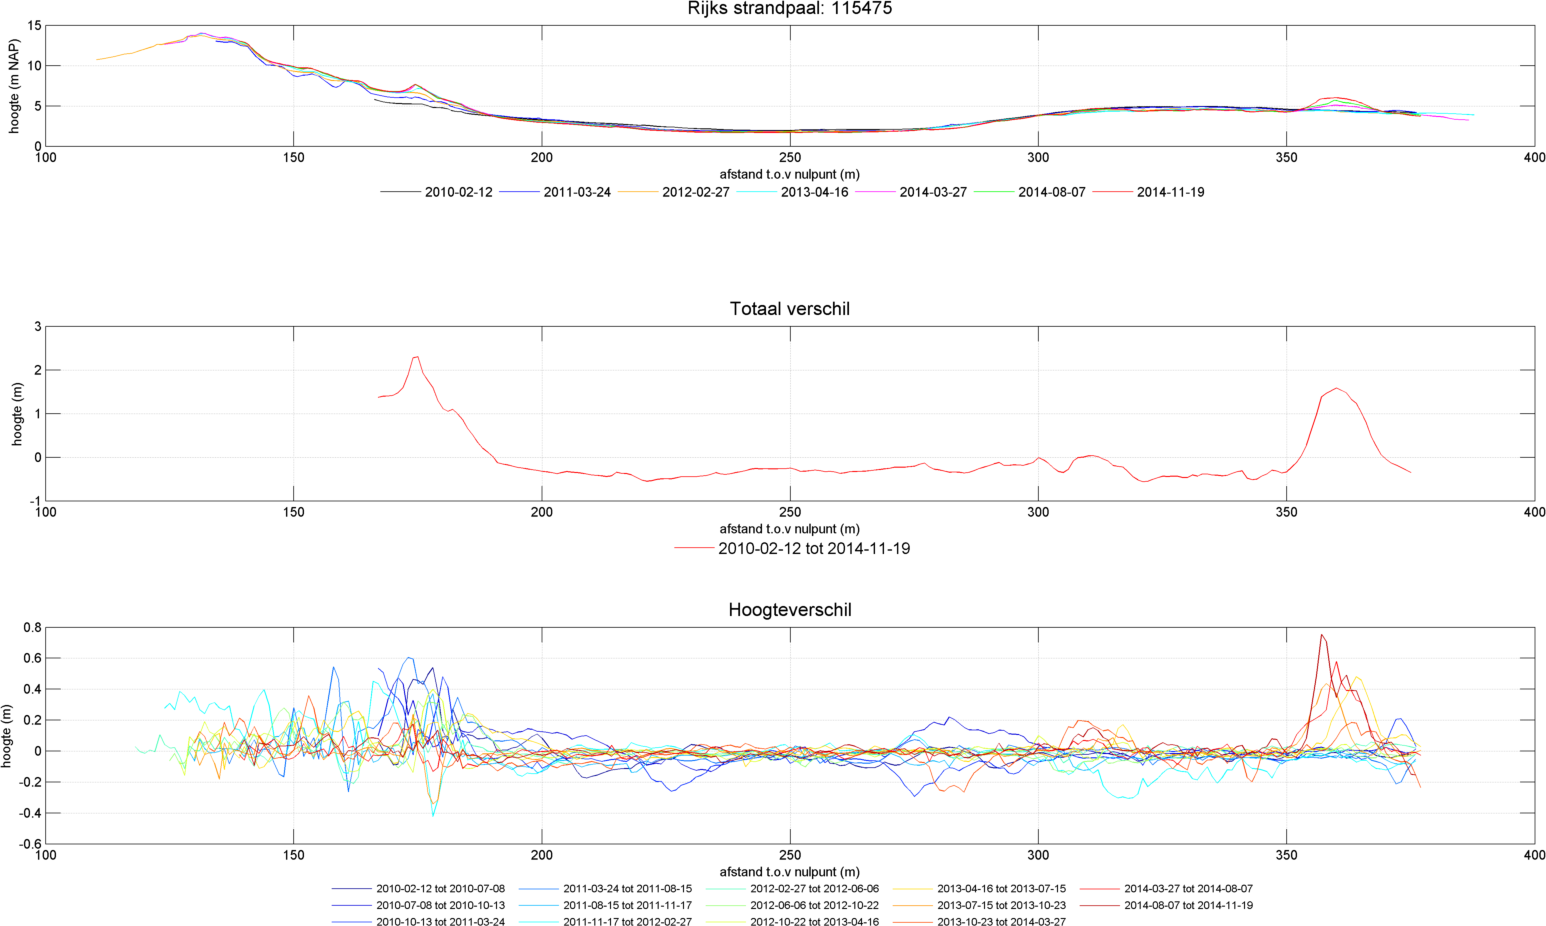 Rijks strandpaal: 115475
hoogte (m NAP)
15
10
5
0
100 150 200 250 300 350 400
afstand t.o.v nulpunt (m)
2010-02-12 2011-03-24 2012-02-27 2013-04-16 2014-03-27 2014-08-07 2014-11-19
Totaal verschil
hoogte (m)
3
2
1
0
-1
100 150 200 250 300 350 400
afstand t.o.v nulpunt (m)
2010-02-12 tot 2014-11-19
Hoogteverschil
hoogte (m)
0.8
0.6
0.4
0.2
0
-0.2
-0.4
-0.6
100 150 200 250 300 350 400
afstand t.o.v nulpunt (m)
2010-02-12 tot 2010-07-08 2011-03-24 tot 2011-08-15 2012-02-27 tot 2012-06-06 2013-04-16 tot 2013-07-15 2014-03-27 tot 2014-08-07
2010-07-08 tot 2010-10-13 2011-08-15 tot 2011-11-17 2012-06-06 tot 2012-10-22 2013-07-15 tot 2013-10-23 2014-08-07 tot 2014-11-19
2010-10-13 tot 2011-03-24 2011-11-17 tot 2012-02-27 2012-10-22 tot 2013-04-16 2013-10-23 tot 2014-03-27